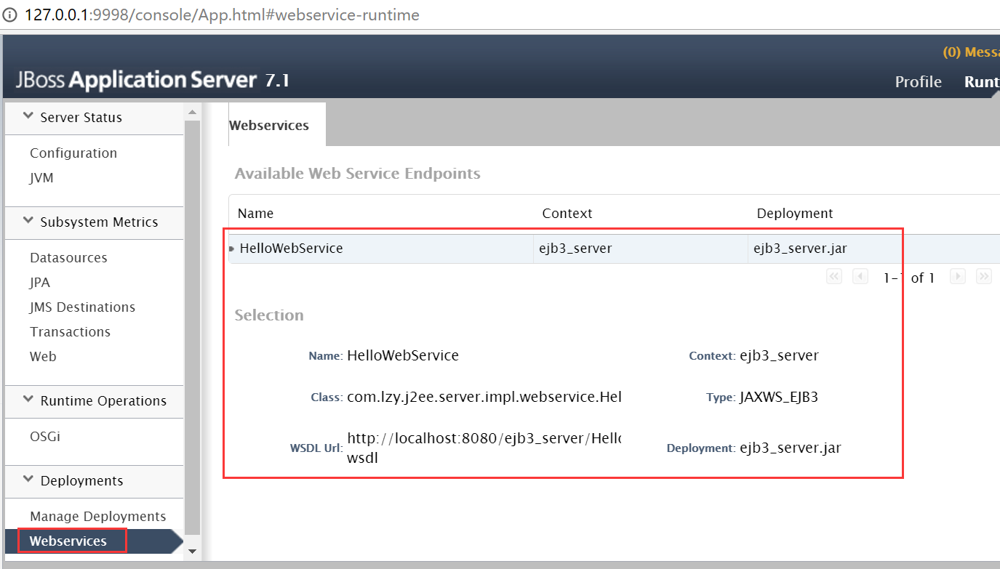 127.0.0.1:9998/console/App.html#webservice-runtime
(0) Messa
JBoss Application Server 7.1
Profile Runt
Server Status
Configuration
JVM
Subsystem Metrics
Datasources
JPA
JMS Destinations
Transactions
Web
Runtime Operations
OSGi
Deployments
Manage Deployments
Webservices
Webservices
Available Web Service Endpoints
Name Context Deployment
HelloWebService ejb3_server ejb3_server.jar
1-1 of 1
Selection
Name: HelloWebService Context: ejb3_server
Class: com.lzy.j2ee.server.impl.webservice.Hel Type: JAXWS_EJB3
WSDL Url: http://localhost:8080/ejb3_server/Hello
wsdl Deployment: ejb3_server.jar